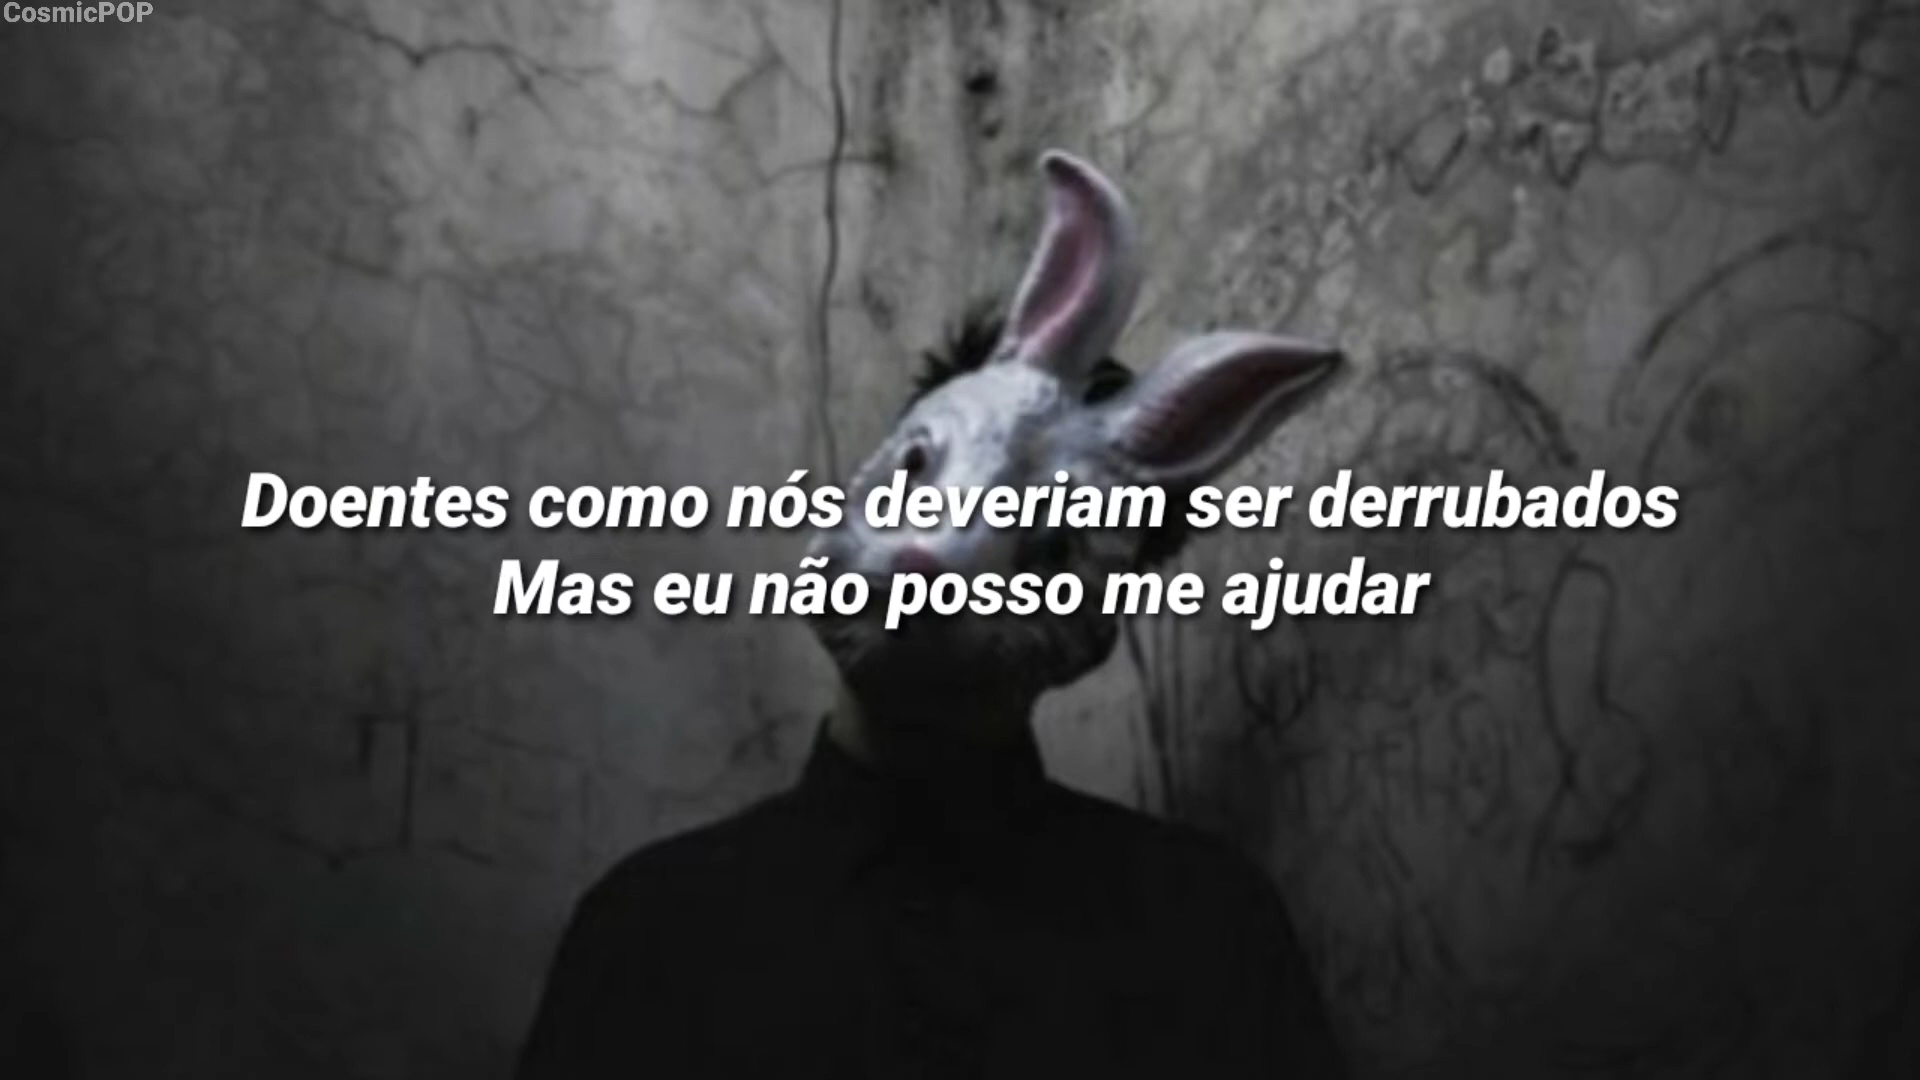 CosmicPOP
Doentes como nós deveriam ser derrubados
Mas eu não posso me ajudar